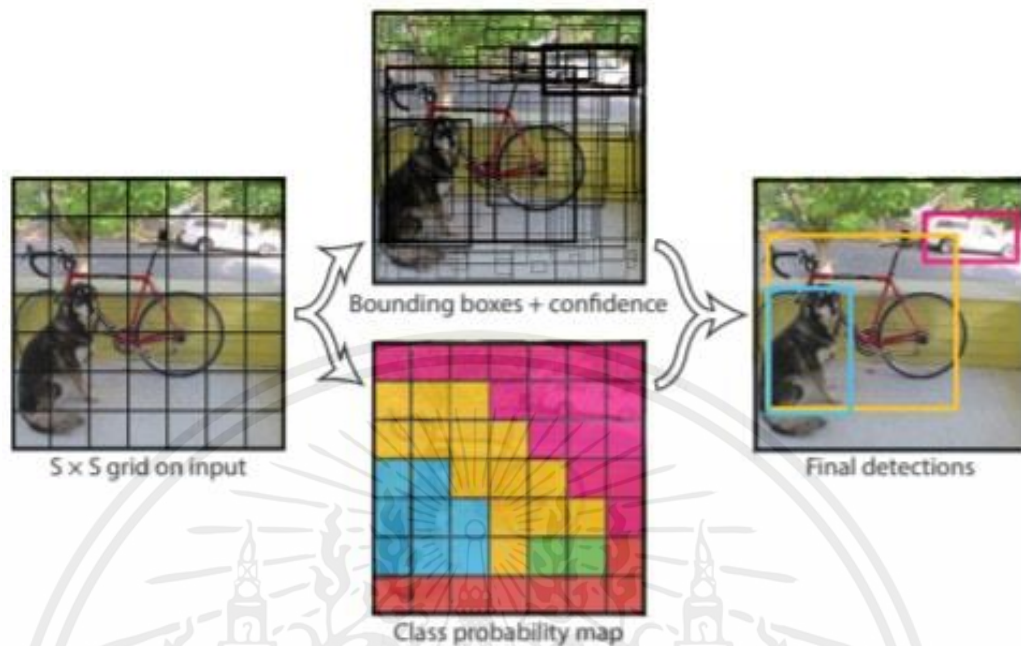 Bounding boxes + confidence
S × S grid on input
Final detections
Class probability map